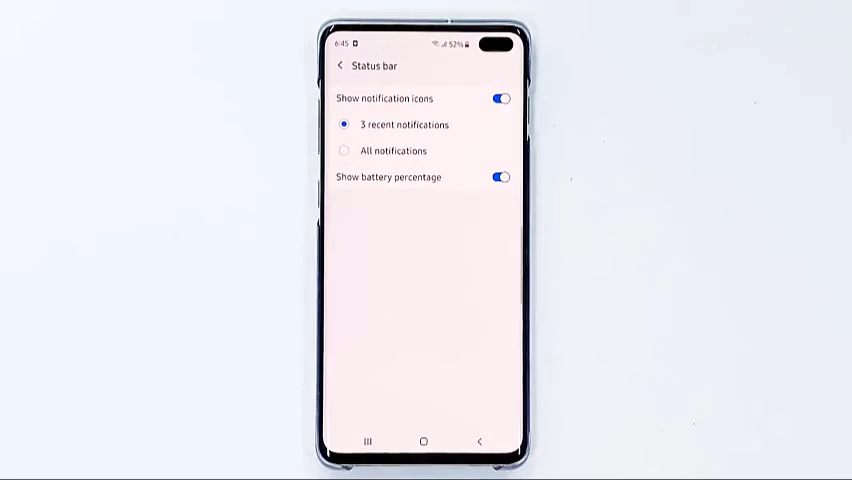 6:45 52%
Status bar
Show notification icons
3 recent notifications
All notifications
Show battery percentage